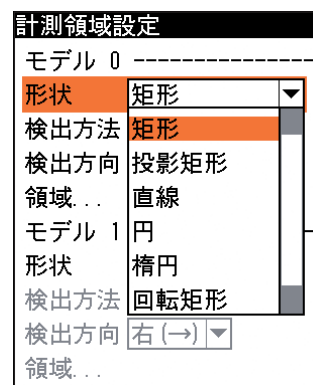 計測領域設定
モデル 0
形状 矩形
検出方法 矩形
検出方向 投影矩形
領域... 直線
モデル 1 円
形状 楕円
検出方法 回転矩形
検出方向 右 (→)
領域...